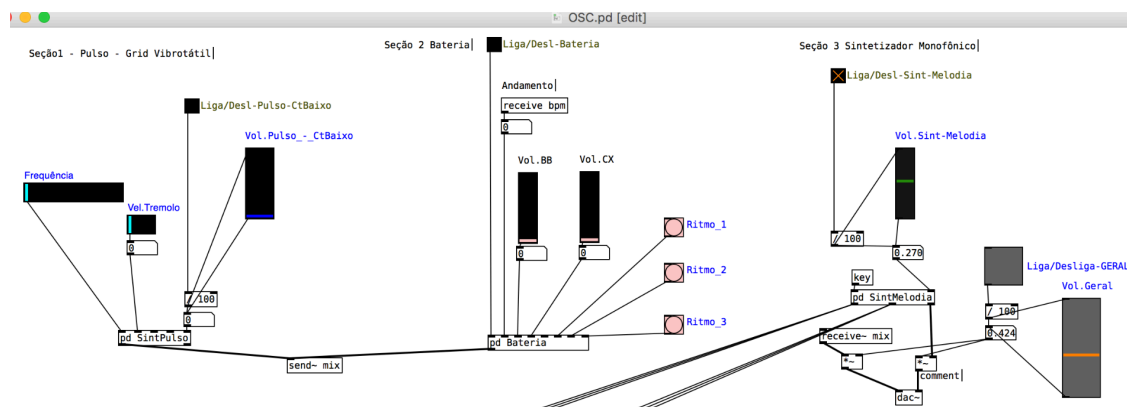 OSC.pd [edit]
Seção1 - Pulso - Grid Vibrotátil
Liga/Desl-Pulso-CtBaixo
Vol.Pulso_-_CtBaixo
Frequência
Vel.Tremolo
0
/ 100
0
pd SintPulso
send~ mix
Seção 2 Bateria
Liga/Desl-Bateria
Andamento
receive bpm
0
Vol.BB
Vol.CX
0
0
Ritmo_1
Ritmo_2
Ritmo_3
pd Bateria
Seção 3 Sintetizador Monofônico
Liga/Desl-Sint-Melodia
Vol.Sint-Melodia
/ 100
0.270
key
pd SintMelodia
Liga/Desliga-GERAL
Vol.Geral
/ 100
0.424
receive~ mix
*~
*~
comment
dac~